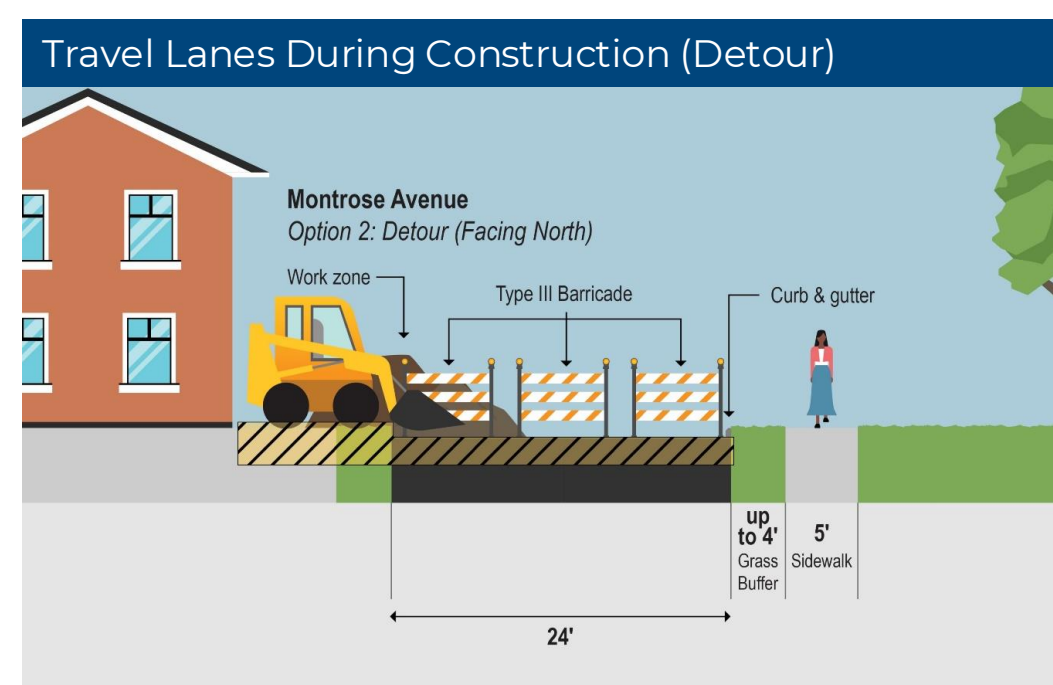 Travel Lanes During Construction (Detour)
Montrose Avenue
Option 2: Detour (Facing North)
Work zone
Type III Barricade
Curb & gutter
up
to 4'
Grass
Buffer
5'
Sidewalk
24'